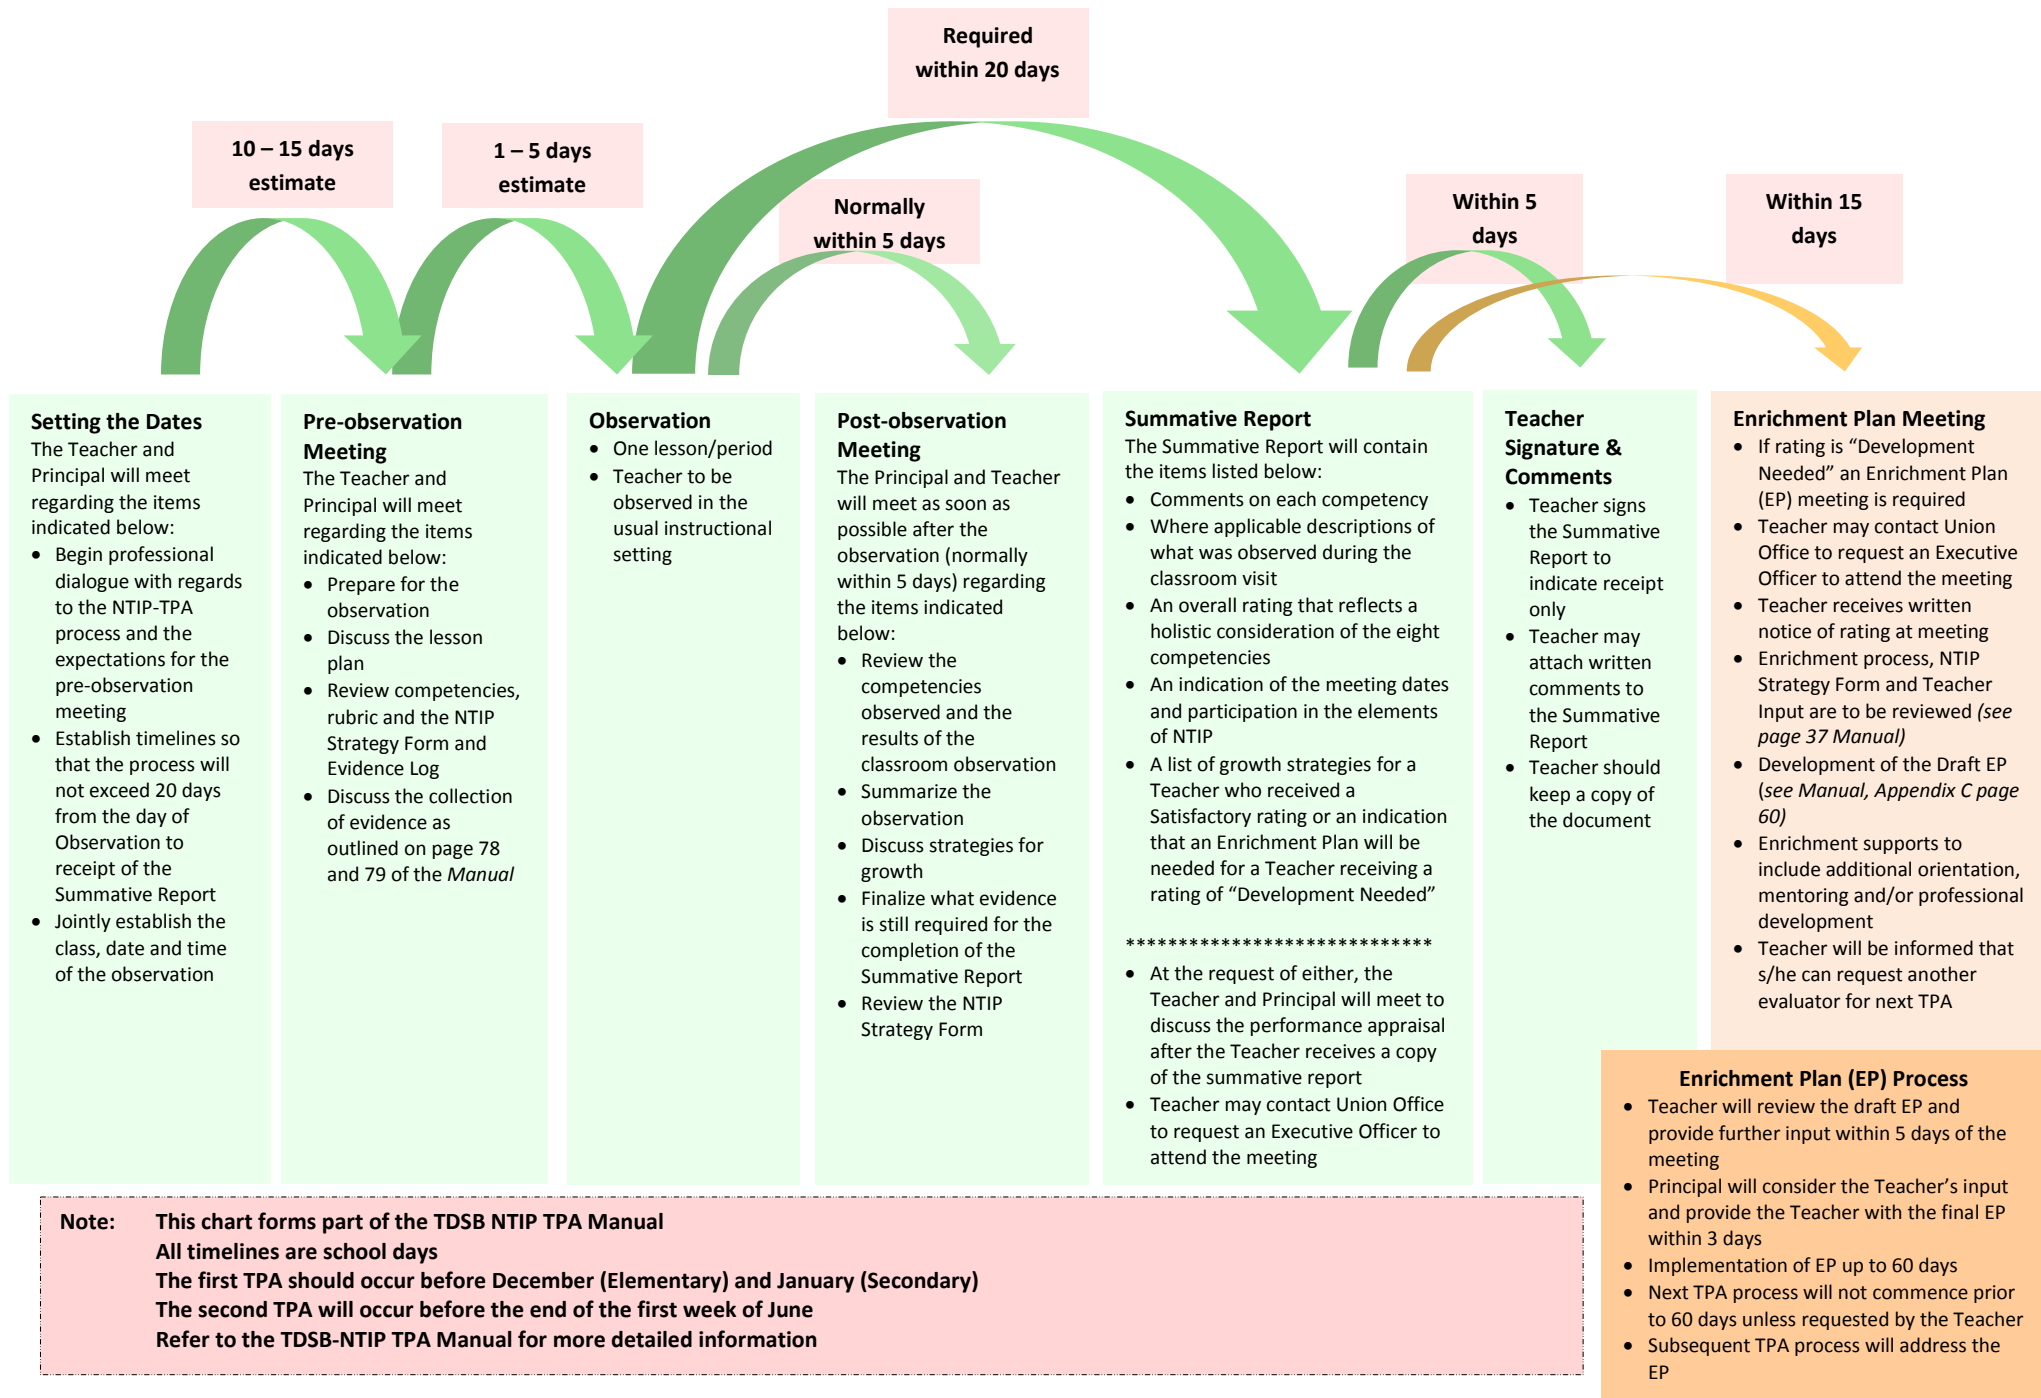 Required
within 20 days
10 – 15 days
estimate
1 – 5 days
estimate
Normally
within 5 days
Within 5
days
Within 15
days
Setting the Dates
The Teacher and
Principal will meet
regarding the items
indicated below:
• Begin professional
dialogue with regards
to the NTIP-TPA
process and the
expectations for the
pre-observation
meeting
• Establish timelines so
that the process will
not exceed 20 days
from the day of
Observation to
receipt of the
Summative Report
• Jointly establish the
class, date and time
of the observation
Pre-observation
Meeting
The Teacher and
Principal will meet
regarding the items
indicated below:
• Prepare for the
observation
• Discuss the lesson
plan
• Review competencies,
rubric and the NTIP
Strategy Form and
Evidence Log
• Discuss the collection
of evidence as
outlined on page 78
and 79 of the Manual
Observation
• One lesson/period
• Teacher to be
observed in the
usual instructional
setting
Post-observation
Meeting
The Principal and Teacher
will meet as soon as
possible after the
observation (normally
within 5 days) regarding
the items indicated
below:
• Review the
competencies
observed and the
results of the
classroom observation
• Summarize the
observation
• Discuss strategies for
growth
• Finalize what evidence
is still required for the
completion of the
Summative Report
• Review the NTIP
Strategy Form
Summative Report
The Summative Report will contain
the items listed below:
• Comments on each competency
• Where applicable descriptions of
what was observed during the
classroom visit
• An overall rating that reflects a
holistic consideration of the eight
competencies
• An indication of the meeting dates
and participation in the elements
of NTIP
• A list of growth strategies for a
Teacher who received a
Satisfactory rating or an indication
that an Enrichment Plan will be
needed for a Teacher receiving a
rating of “Development Needed”
*****************************
• At the request of either, the
Teacher and Principal will meet to
discuss the performance appraisal
after the Teacher receives a copy
of the summative report
• Teacher may contact Union Office
to request an Executive Officer to
attend the meeting
Teacher
Signature &
Comments
• Teacher signs
the Summative
Report to
indicate receipt
only
• Teacher may
attach written
comments to
the Summative
Report
• Teacher should
keep a copy of
the document
Enrichment Plan Meeting
• If rating is “Development
Needed” an Enrichment Plan
(EP) meeting is required
• Teacher may contact Union
Office to request an Executive
Officer to attend the meeting
• Teacher receives written
notice of rating at meeting
• Enrichment process, NTIP
Strategy Form and Teacher
Input are to be reviewed (see
page 37 Manual)
• Development of the Draft EP
(see Manual, Appendix C page
60)
• Enrichment supports to
include additional orientation,
mentoring and/or professional
development
• Teacher will be informed that
s/he can request another
evaluator for next TPA
Enrichment Plan (EP) Process
• Teacher will review the draft EP and
provide further input within 5 days of the
meeting
• Principal will consider the Teacher’s input
and provide the Teacher with the final EP
within 3 days
• Implementation of EP up to 60 days
• Next TPA process will not commence prior
to 60 days unless requested by the Teacher
• Subsequent TPA process will address the
EP
Note: This chart forms part of the TDSB NTIP TPA Manual
All timelines are school days
The first TPA should occur before December (Elementary) and January (Secondary)
The second TPA will occur before the end of the first week of June
Refer to the TDSB-NTIP TPA Manual for more detailed information